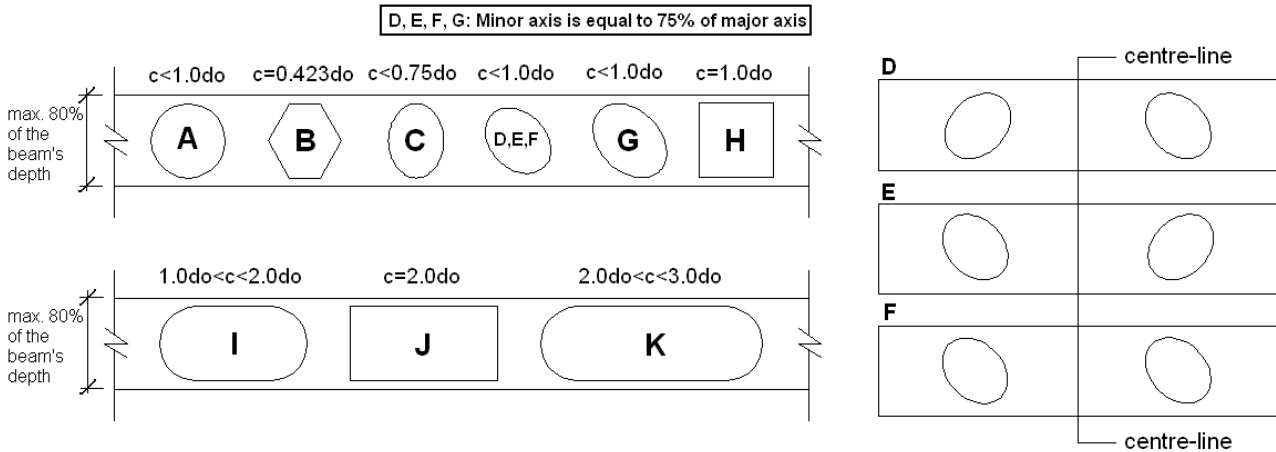 D, E, F, G: Minor axis is equal to 75% of major axis
c<1.0do c=0.423do c<0.75do c<1.0do c<1.0do c=1.0do
max. 80%
of the
beam's
depth
A B C D,E,F G H
1.0do<c<2.0do c=2.0do 2.0do<c<3.0do
max. 80%
of the
beam's
depth
I J K
centre-line
D
E
F
centre-line